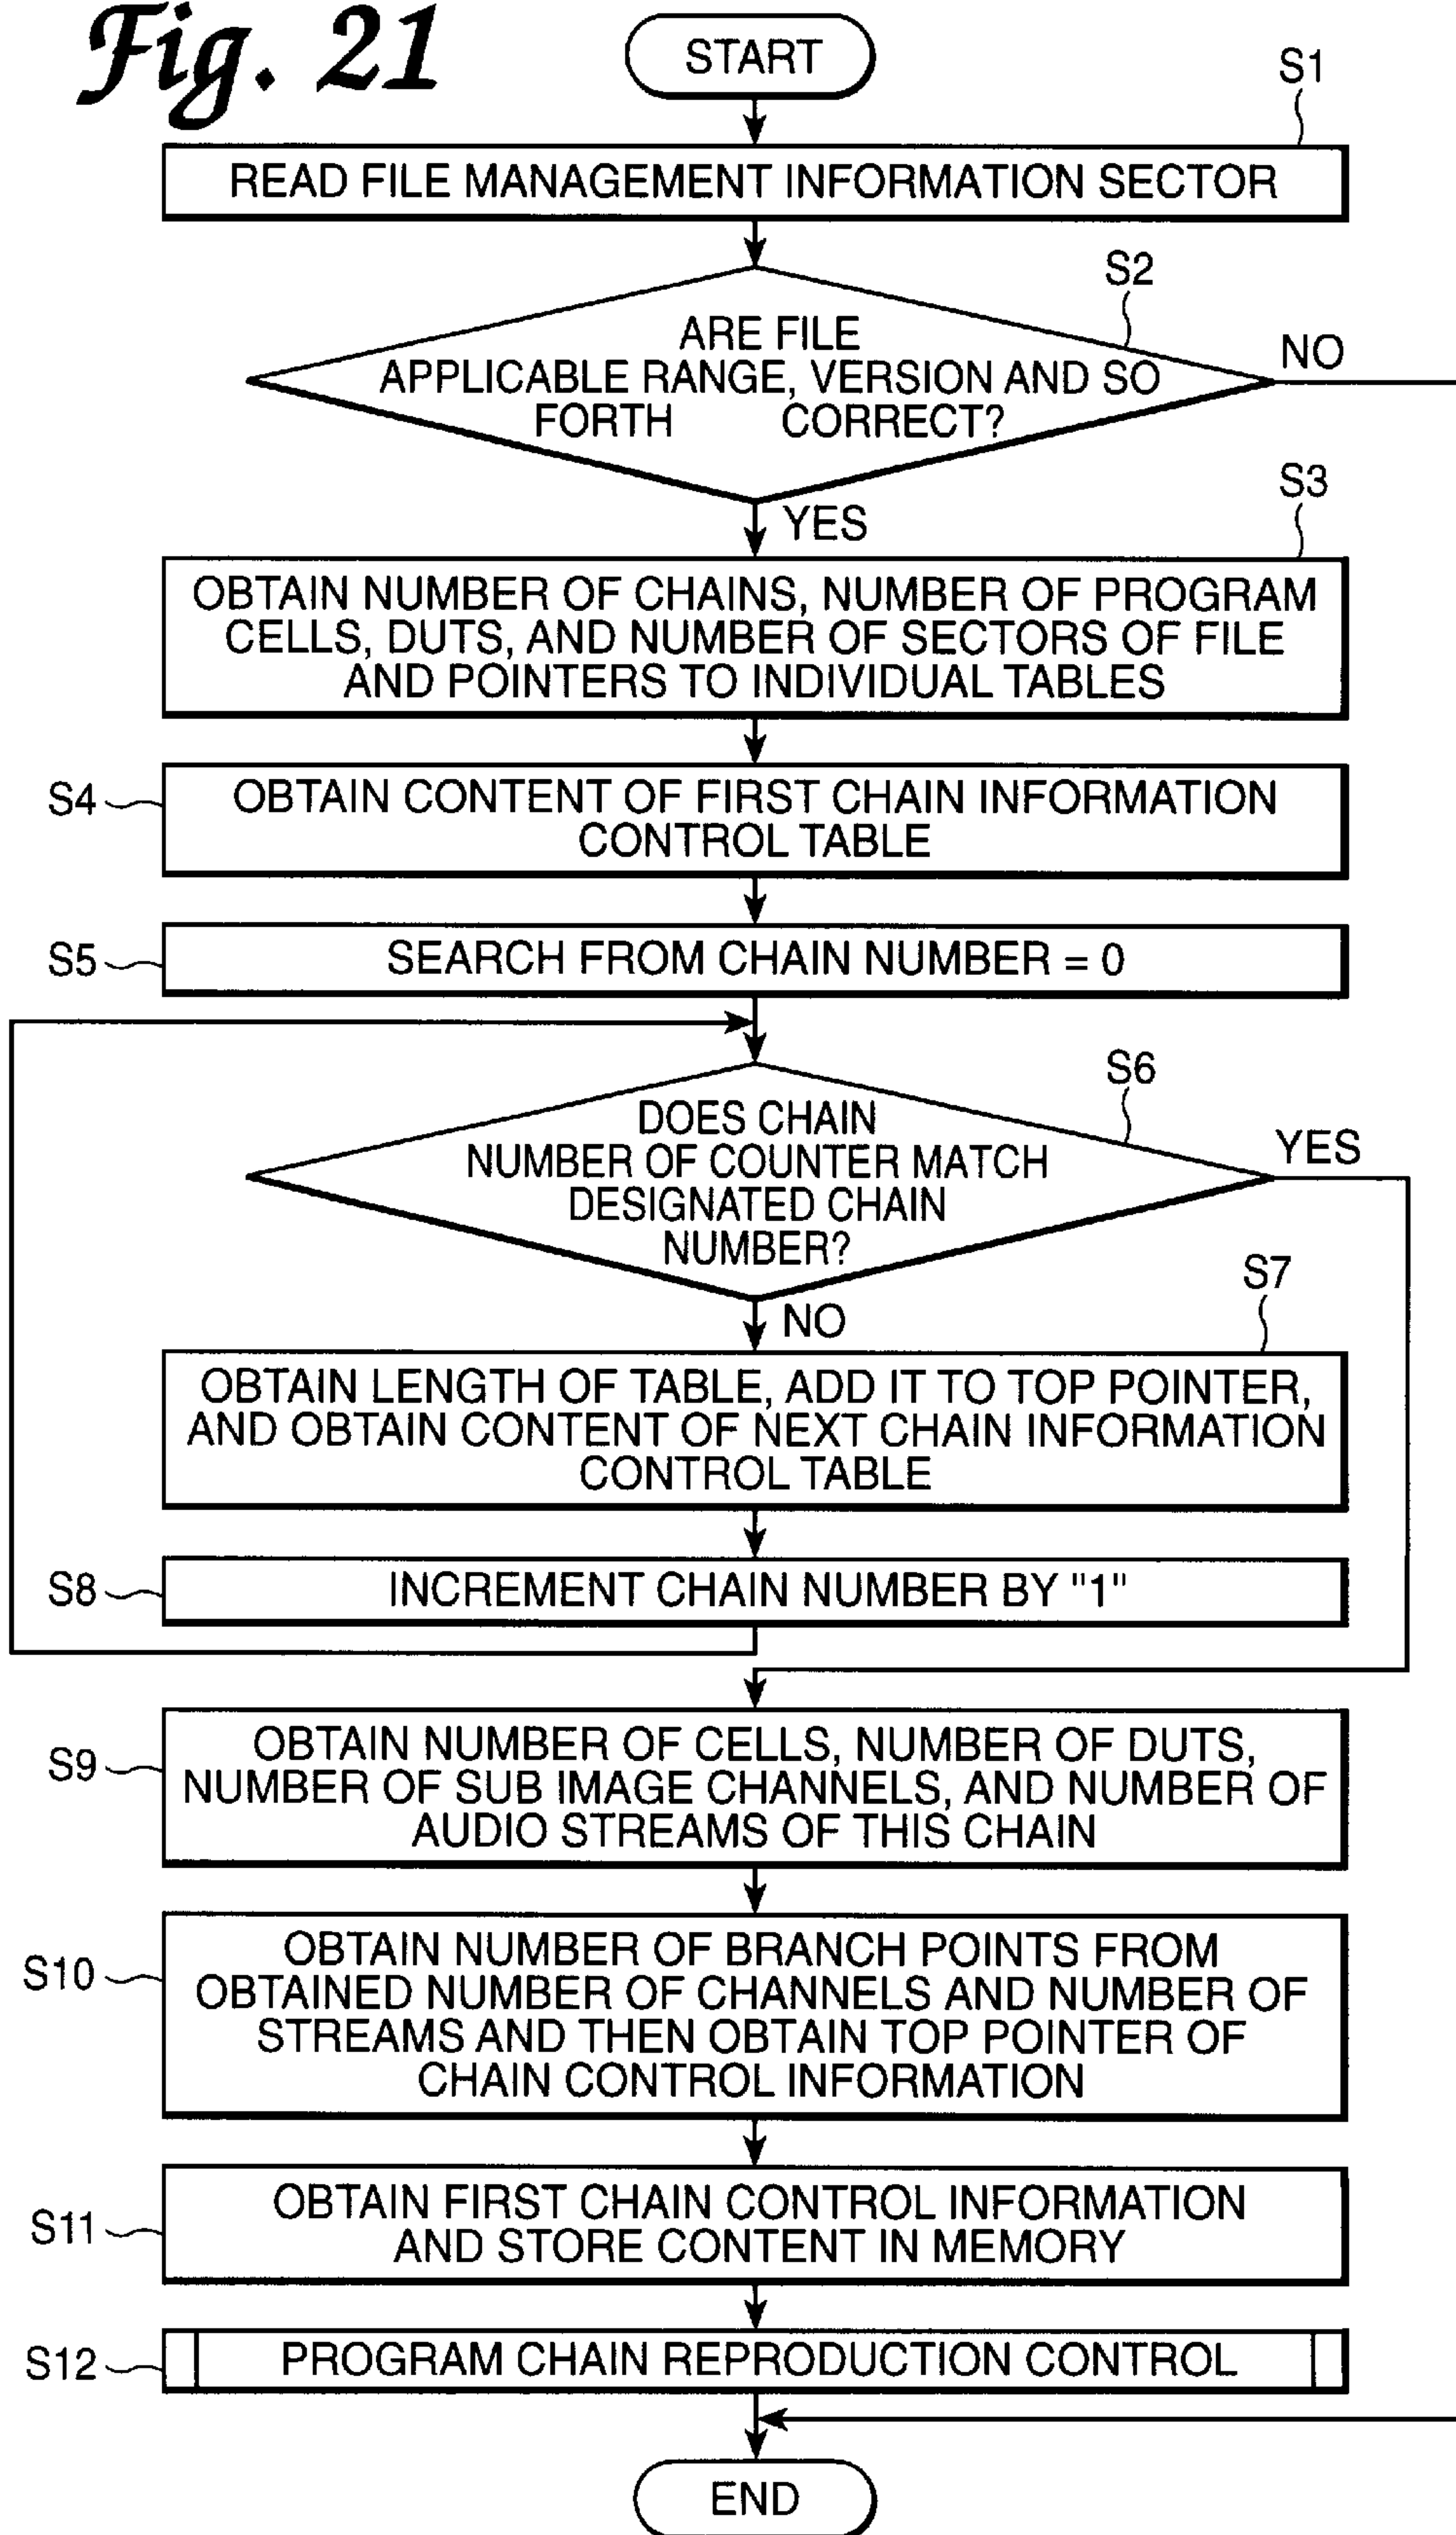 Fig. 21
START
S1
READ FILE MANAGEMENT INFORMATION SECTOR
S2
ARE FILE
APPLICABLE RANGE, VERSION AND SO
FORTH CORRECT?
NO
YES
S3
OBTAIN NUMBER OF CHAINS, NUMBER OF PROGRAM
CELLS, DUTS, AND NUMBER OF SECTORS OF FILE
AND POINTERS TO INDIVIDUAL TABLES
S4
OBTAIN CONTENT OF FIRST CHAIN INFORMATION
CONTROL TABLE
S5
SEARCH FROM CHAIN NUMBER = 0
S6
DOES CHAIN
NUMBER OF COUNTER MATCH
DESIGNATED CHAIN
NUMBER?
YES
NO
S7
OBTAIN LENGTH OF TABLE, ADD IT TO TOP POINTER,
AND OBTAIN CONTENT OF NEXT CHAIN INFORMATION
CONTROL TABLE
S8
INCREMENT CHAIN NUMBER BY "1"
S9
OBTAIN NUMBER OF CELLS, NUMBER OF DUTS,
NUMBER OF SUB IMAGE CHANNELS, AND NUMBER OF
AUDIO STREAMS OF THIS CHAIN
S10
OBTAIN NUMBER OF BRANCH POINTS FROM
OBTAINED NUMBER OF CHANNELS AND NUMBER OF
STREAMS AND THEN OBTAIN TOP POINTER OF
CHAIN CONTROL INFORMATION
S11
OBTAIN FIRST CHAIN CONTROL INFORMATION
AND STORE CONTENT IN MEMORY
S12
PROGRAM CHAIN REPRODUCTION CONTROL
END